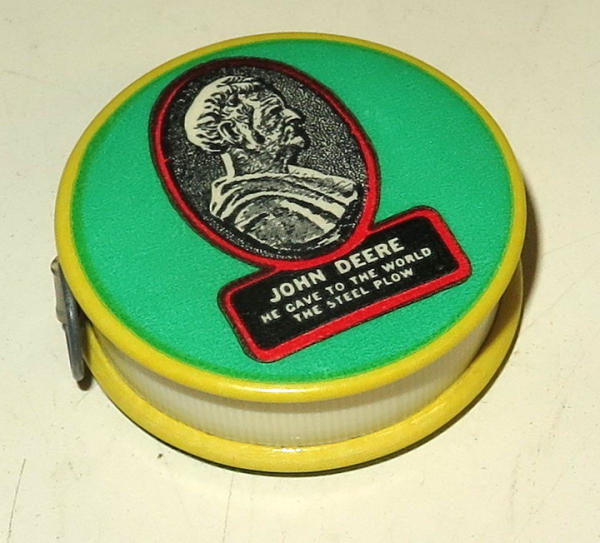 JOHN DEERE
HE GAVE TO THE WORLD
THE STEEL PLOW